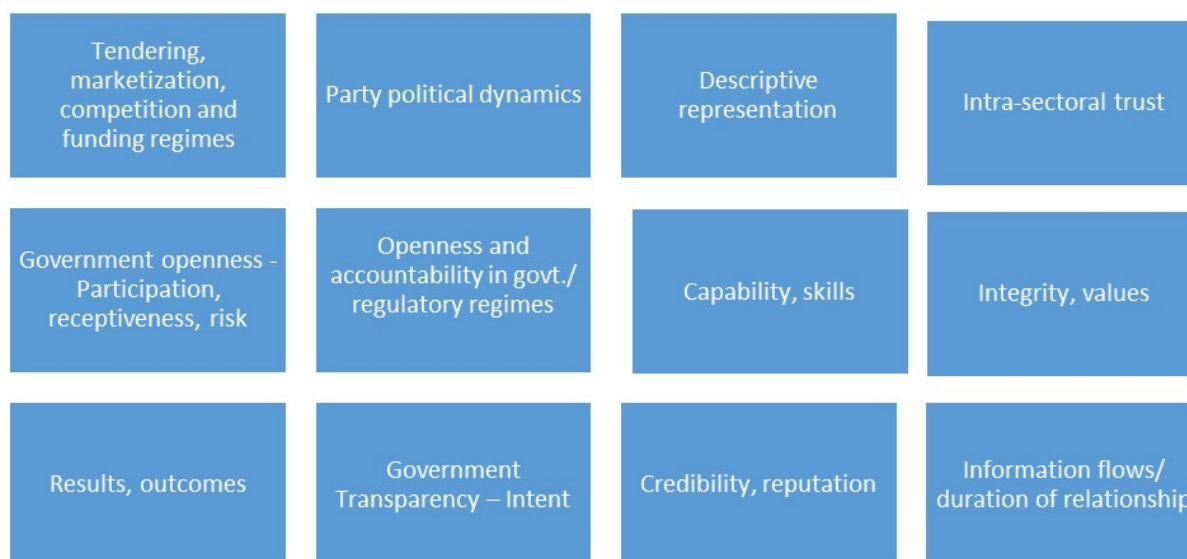 Tendering,
marketization,
competition and
funding regimes
Party political dynamics
Descriptive
representation
Intra-sectoral trust
Government openness -
Participation,
receptiveness, risk
Openness and
accountability in govt./
regulatory regimes
Capability, skills
Integrity, values
Results, outcomes
Government
Transparency – Intent
Credibility, reputation
Information flows/
duration of relationship